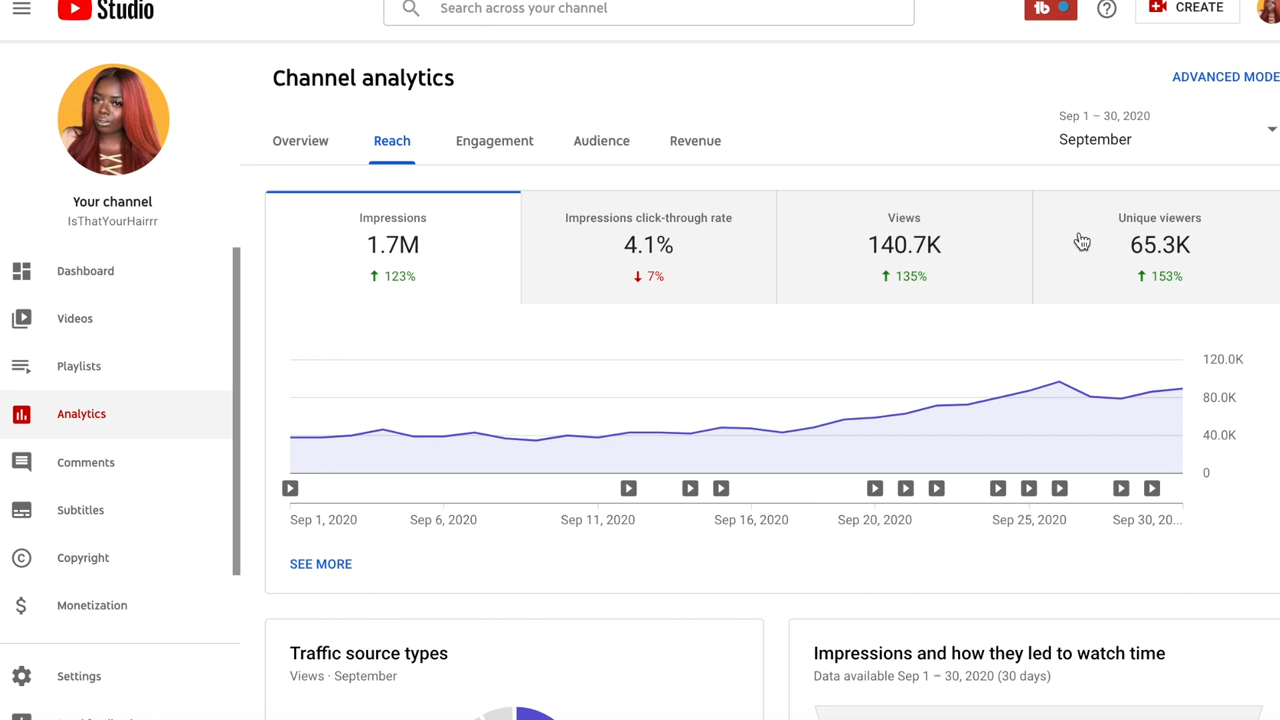 Studio
Search across your channel
CREATE
Channel analytics
ADVANCED MODE
Sep 1 – 30, 2020
September
Overview
Reach
Engagement
Audience
Revenue
Your channel
IsThatYourHairrr
Impressions
1.7M
123%
Impressions click-through rate
4.1%
7%
Views
140.7K
135%
Unique viewers
65.3K
153%
Dashboard
Videos
Playlists
Analytics
Comments
Subtitles
Copyright
Monetization
Settings
120.0K
80.0K
40.0K
0
Sep 1, 2020
Sep 6, 2020
Sep 11, 2020
Sep 16, 2020
Sep 20, 2020
Sep 25, 2020
Sep 30, 20...
SEE MORE
Traffic source types
Views · September
Impressions and how they led to watch time
Data available Sep 1 – 30, 2020 (30 days)